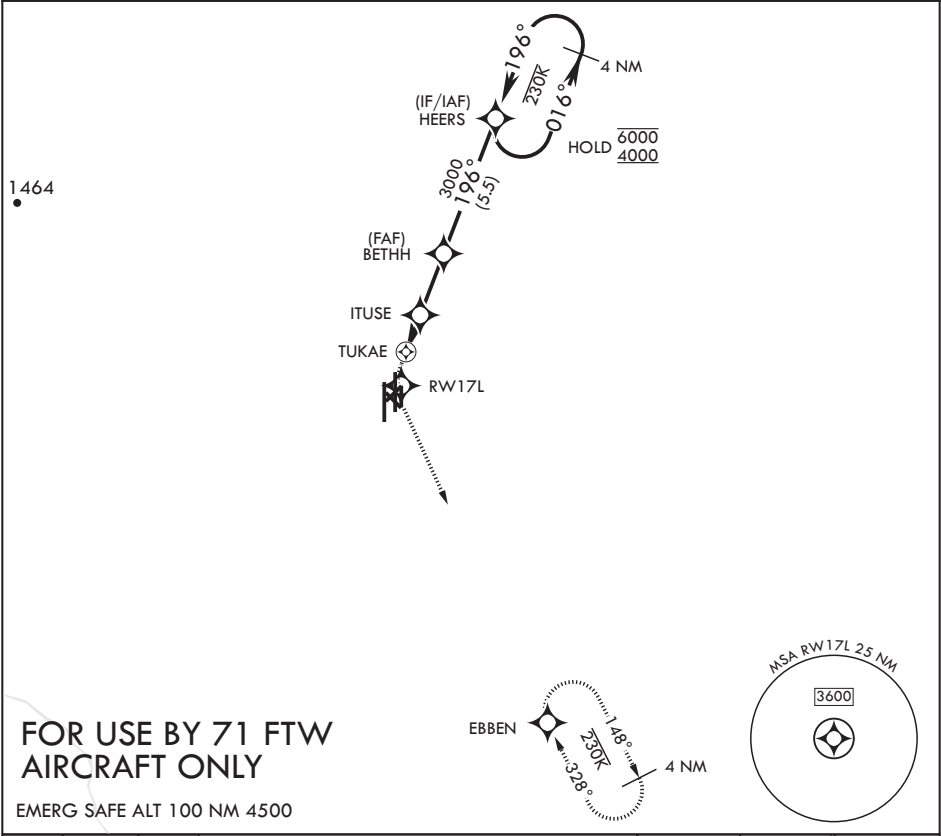 196°
230K
016°
4 NM
(IF/IAF)
HEERS
HOLD 6000
4000
3000
196°
(5.5)
1464
(FAF)
BETHH
ITUSE
TUKAE
RW17L
MSA RW17L 25 NM
3600
EBBEN
148°
230K
328°
4 NM
FOR USE BY 71 FTW
AIRCRAFT ONLY
EMERG SAFE ALT 100 NM 4500